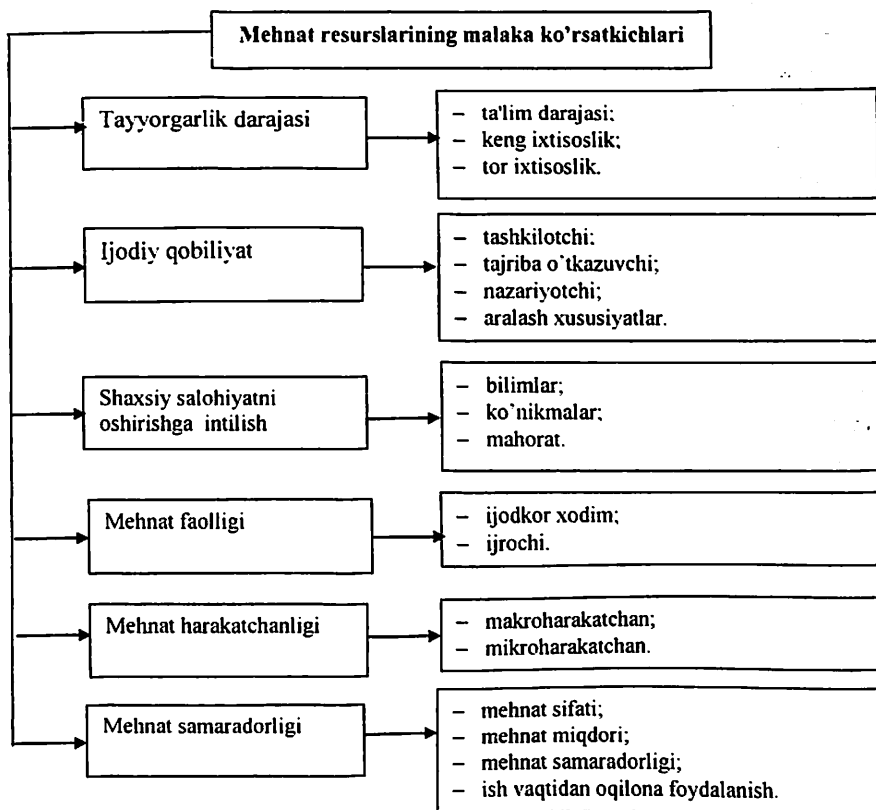 Mehnat resurslarining malaka ko'rsatkichlari
Tayyorgarlik darajasi
– ta'lim darajasi;
– keng ixtisoslik;
– tor ixtisoslik.
Ijodiy qobiliyat
– tashkilotchi;
– tajriba o`tkazuvchi;
– nazariyotchi;
– aralash xususiyatlar.
Shaxsiy salohiyatni
oshirishga intilish
– bilimlar;
– ko`nikmalar;
– mahorat.
Mehnat faolligi
– ijodkor xodim;
– ijrochi.
Mehnat harakatchanligi
– makroharakatchan;
– mikroharakatchan.
Mehnat samaradorligi
– mehnat sifati;
– mehnat miqdori;
– mehnat samaradorligi;
– ish vaqtidan oqilona foydalanish.